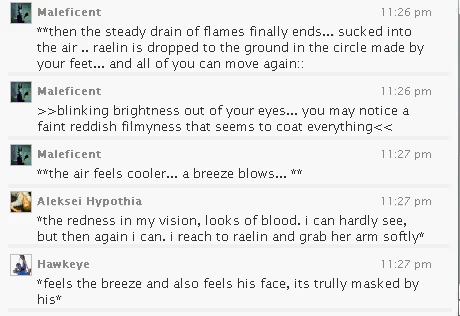 Maleficent 11:26 pm
**then the steady drain of flames finally ends... sucked into
the air .. raelin is dropped to the ground in the circle made by
your feet... and all of you can move again::
Maleficent 11:26 pm
>>blinking brightness out of your eyes... you may notice a
faint reddish filmyness that seems to coat everything<<
Maleficent 11:27 pm
**the air feels cooler... a breeze blows... **
Aleksei Hypothia 11:27 pm
*the redness in my vision, looks of blood. i can hardly see,
but then again i can. i reach to raelin and grab her arm softly*
Hawkeye 11:27 pm
*feels the breeze and also feels his face, its trully masked by
his*